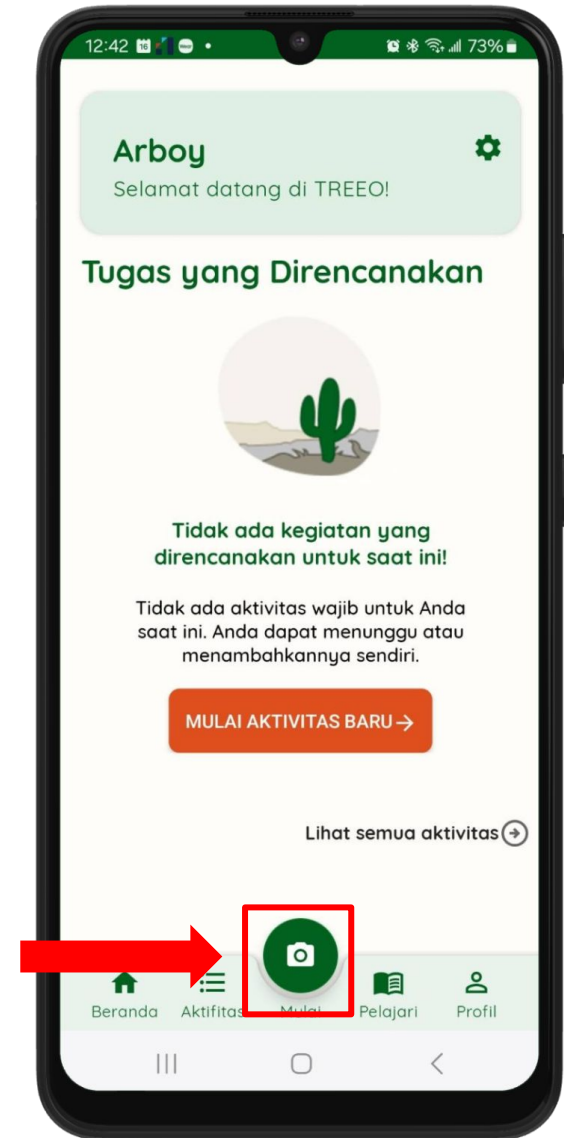 12:42 16 73%
Arboy
Selamat datang di TREEO!
Tugas yang Direncanakan
Tidak ada kegiatan yang
direncanakan untuk saat ini!
Tidak ada aktivitas wajib untuk Anda
saat ini. Anda dapat menunggu atau
menambahkannya sendiri.
MULAI AKTIVITAS BARU →
Lihat semua aktivitas
Beranda Aktifitas Mulai Pelajari Profil